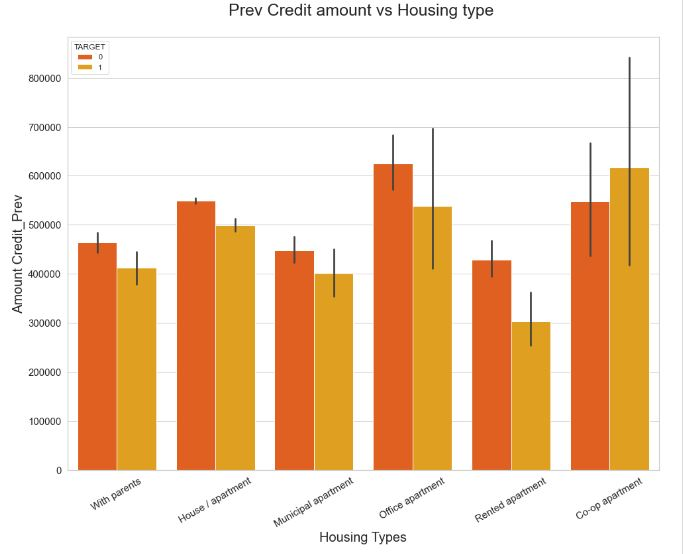 Prev Credit amount vs Housing type
TARGET
0
1
800000
700000
600000
500000
400000
300000
200000
100000
0
Amount Credit_Prev
With parents
House / apartment
Municipal apartment
Office apartment
Rented apartment
Co-op apartment
Housing Types